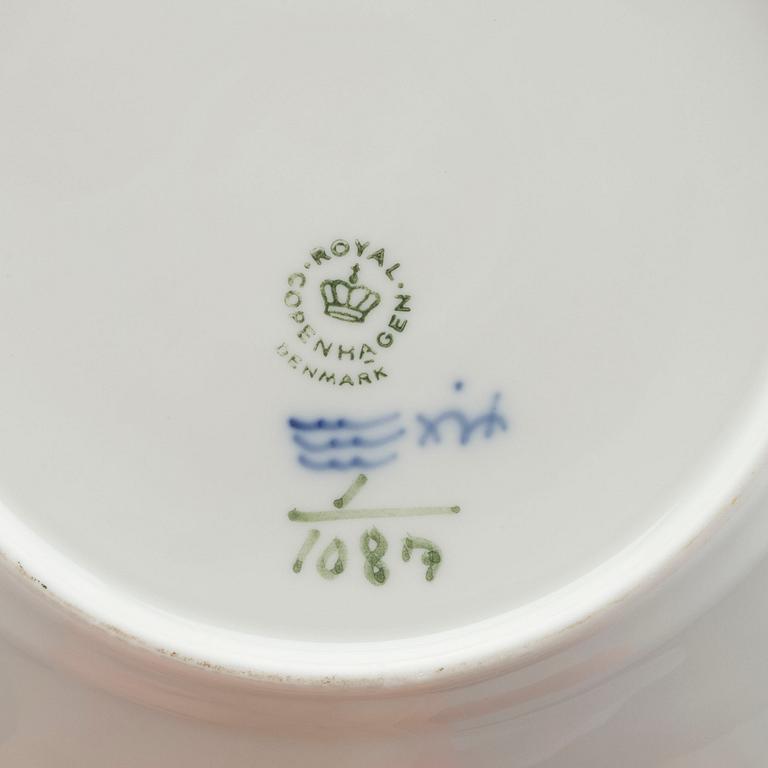 ROYAL
COPENHAGEN
DENMARK
1
1087